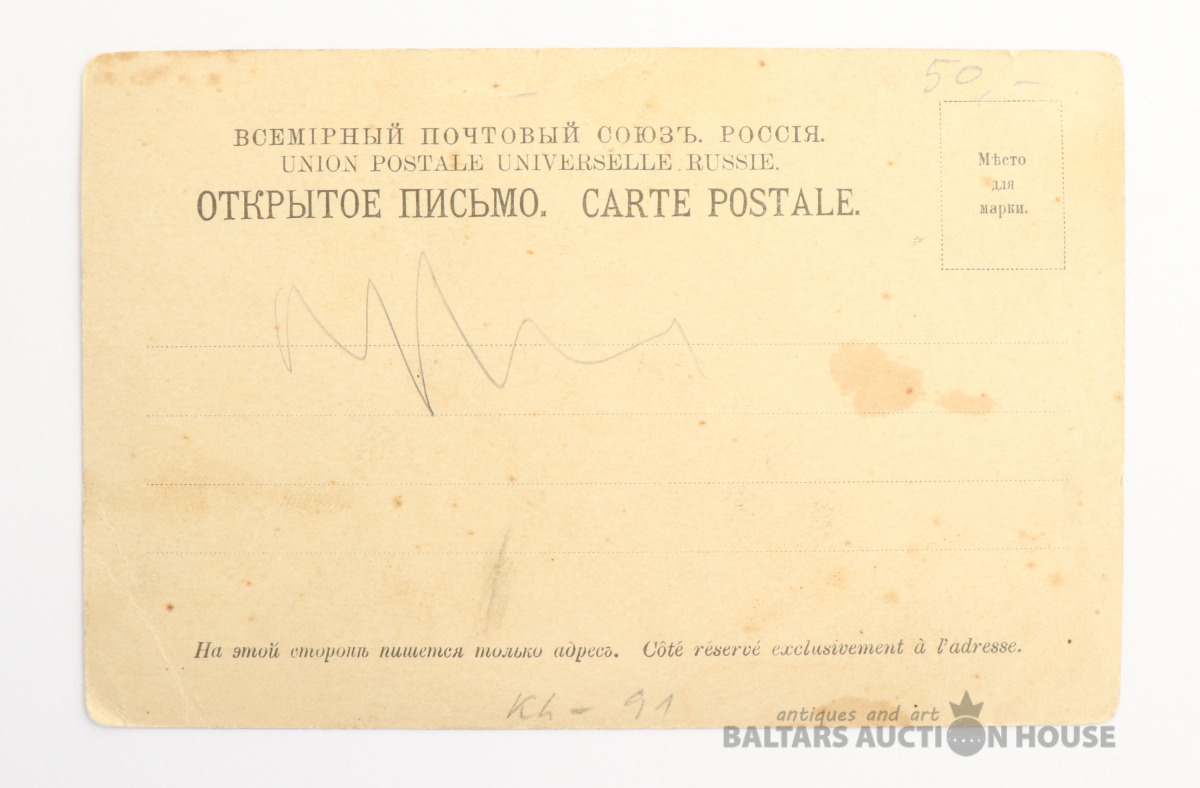 50,-
ВСЕМІРНЫЙ ПОЧТОВЫЙ СОЮЗЪ. РОССІЯ.
UNION POSTALE UNIVERSELLE. RUSSIE.
ОТКРЫТОЕ ПИСЬМО. CARTE POSTALE.
Мѣсто
для
марки.
На этой сторонѣ пишется только адресъ. Côté réservé exclusivement à l'adresse.
Kh - 91
antiques and art
BALTARS AUCTION HOUSE